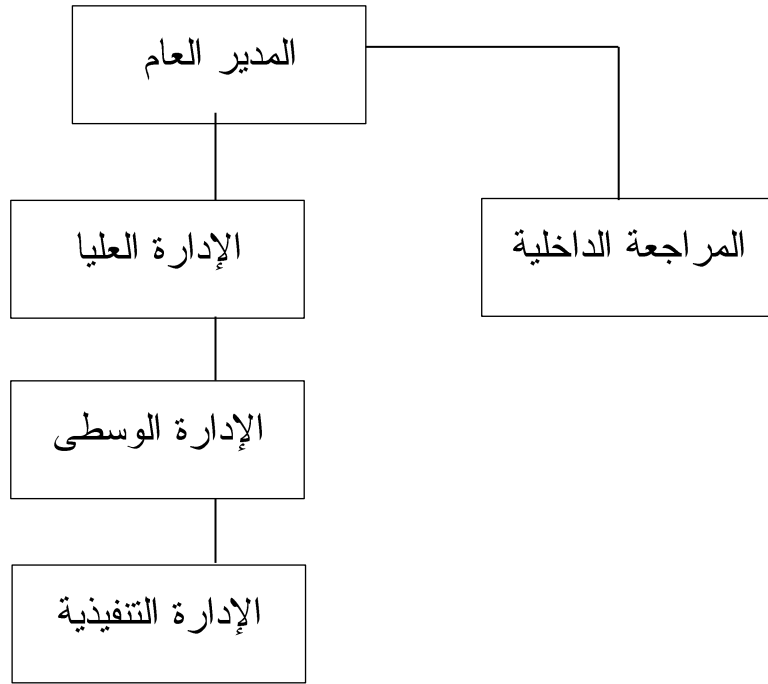 المدير العام
المراجعة الداخلية
الإدارة العليا
الإدارة الوسطى
الإدارة التنفيذية